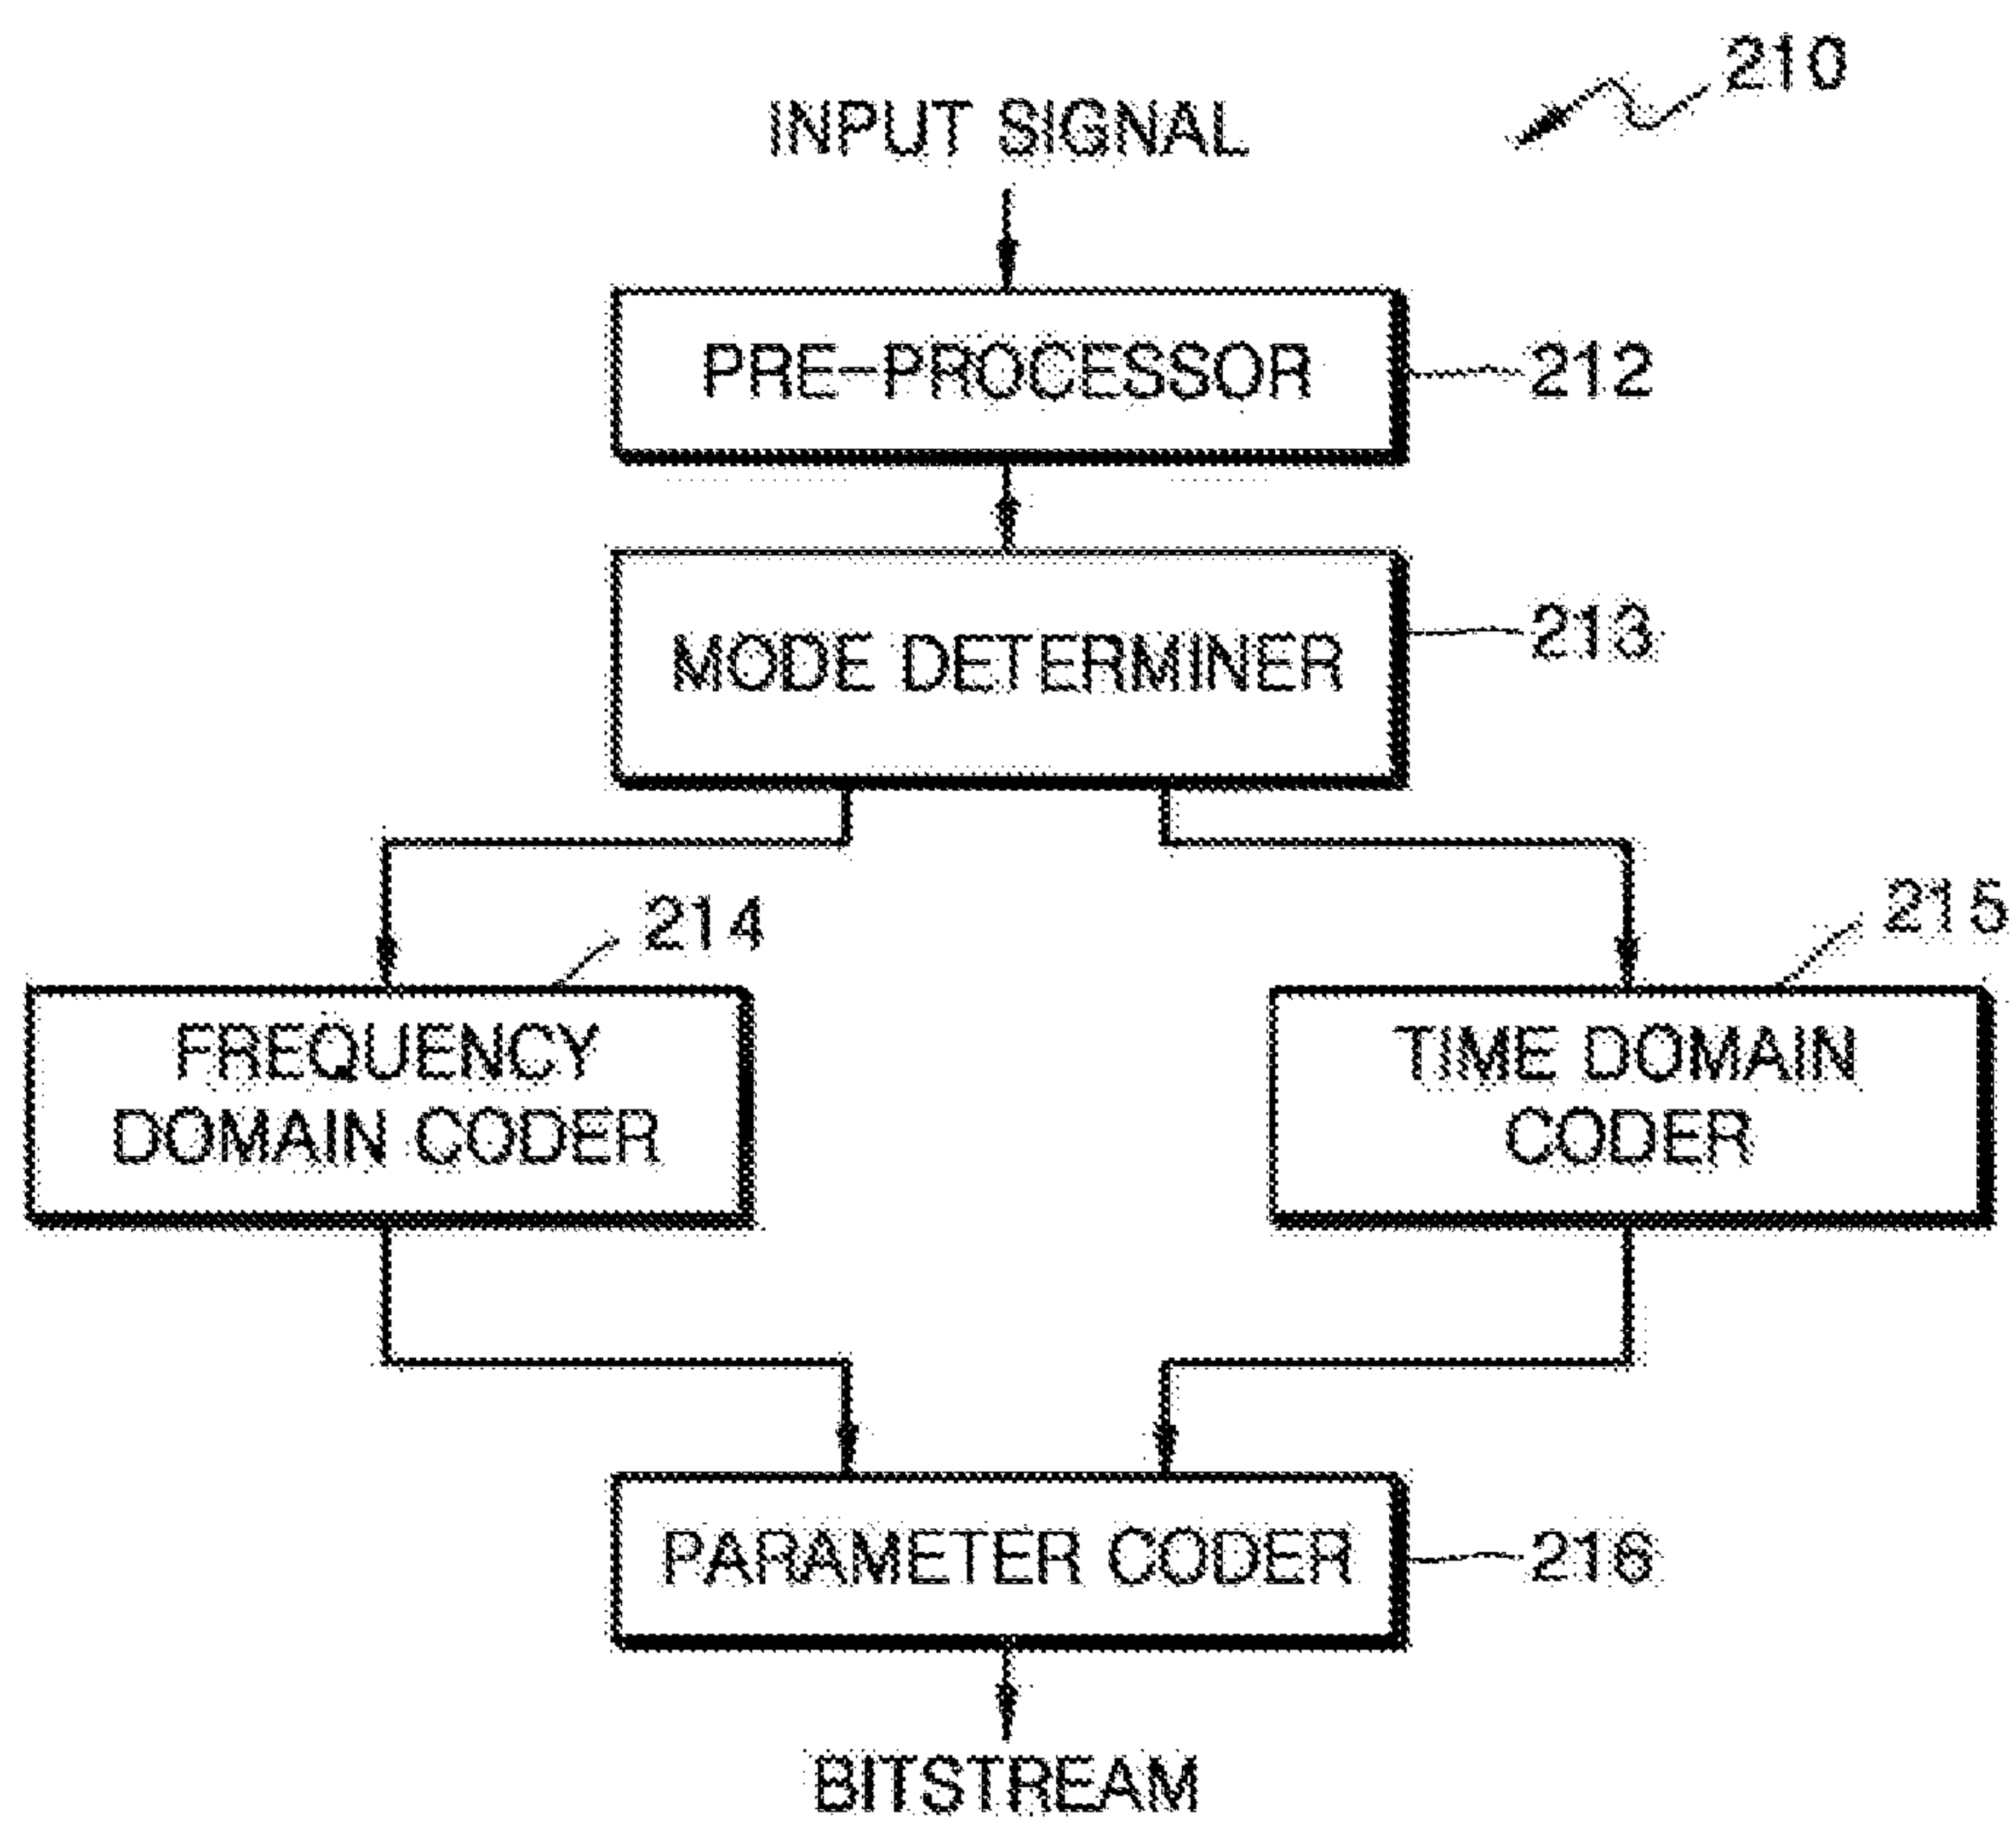 210
INPUT SIGNAL
PRE-PROCESSOR
212
MODE DETERMINER
213
214
215
FREQUENCY
DOMAIN CODER
TIME DOMAIN
CODER
PARAMETER CODER
216
BITSTREAM